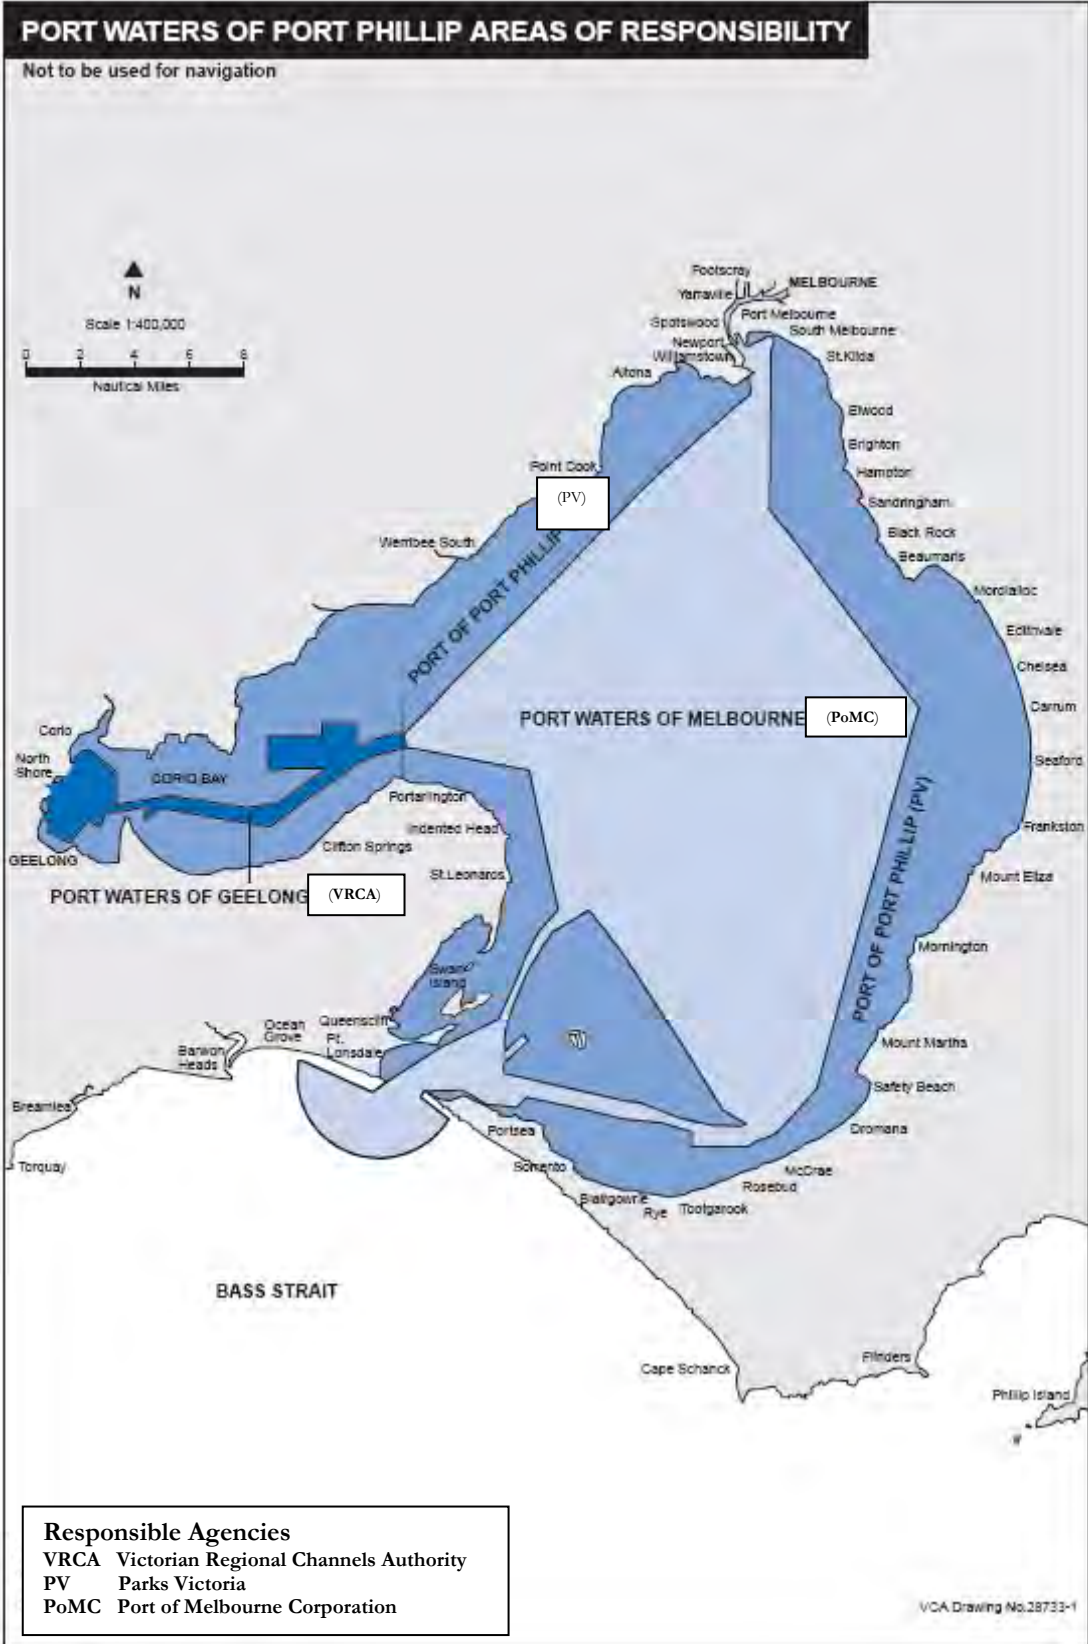 PORT WATERS OF PORT PHILLIP AREAS OF RESPONSIBILITY
Not to be used for navigation
N
Scale 1:400,000
0 2 4 6 8
Nautical Miles
Footscray
MELBOURNE
Yarraville
Port Melbourne
Spotswood
South Melbourne
Newport
Williamstown
St.Kilda
Altona
Elwood
Brighton
Point Cook
Hampton
(PV)
Sandringham
Black Rock
Werribee South
Beaumaris
PORT OF PORT PHILLIP
Mordialloc
Edithvale
Chelsea
Carrum
PORT WATERS OF MELBOURNE
(PoMC)
Corio
North
Shore
CORIO BAY
Seaford
Portarlington
PORT OF PORT PHILLIP (PV)
Indented Head
Frankston
Clifton Springs
GEELONG
St.Leonards
Mount Eliza
PORT WATERS OF GEELONG
(VRCA)
Mornington
Swan
Island
Ocean
Grove
Queenscliff
Pt.
Lonsdale
Barwon
Heads
Mount Martha
Safety Beach
Breamlea
Portsea
Dromana
Torquay
Sorrento
McCrae
Rosebud
Blairgowrie
Rye
Tootgarook
BASS STRAIT
Flinders
Cape Schanck
Phillip Island
Responsible Agencies
VRCA Victorian Regional Channels Authority
PV Parks Victoria
PoMC Port of Melbourne Corporation
VCA Drawing No.28733-1